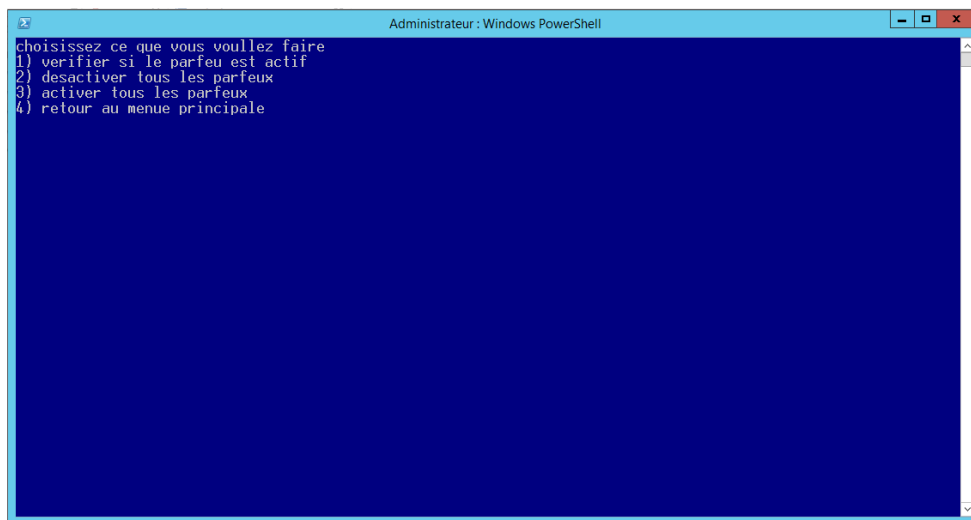 Administrateur : Windows PowerShell
choisissez ce que vous voullez faire
1) verifier si le parfeu est actif
2) desactiver tous les parfeux
3) activer tous les parfeux
4) retour au menue principale